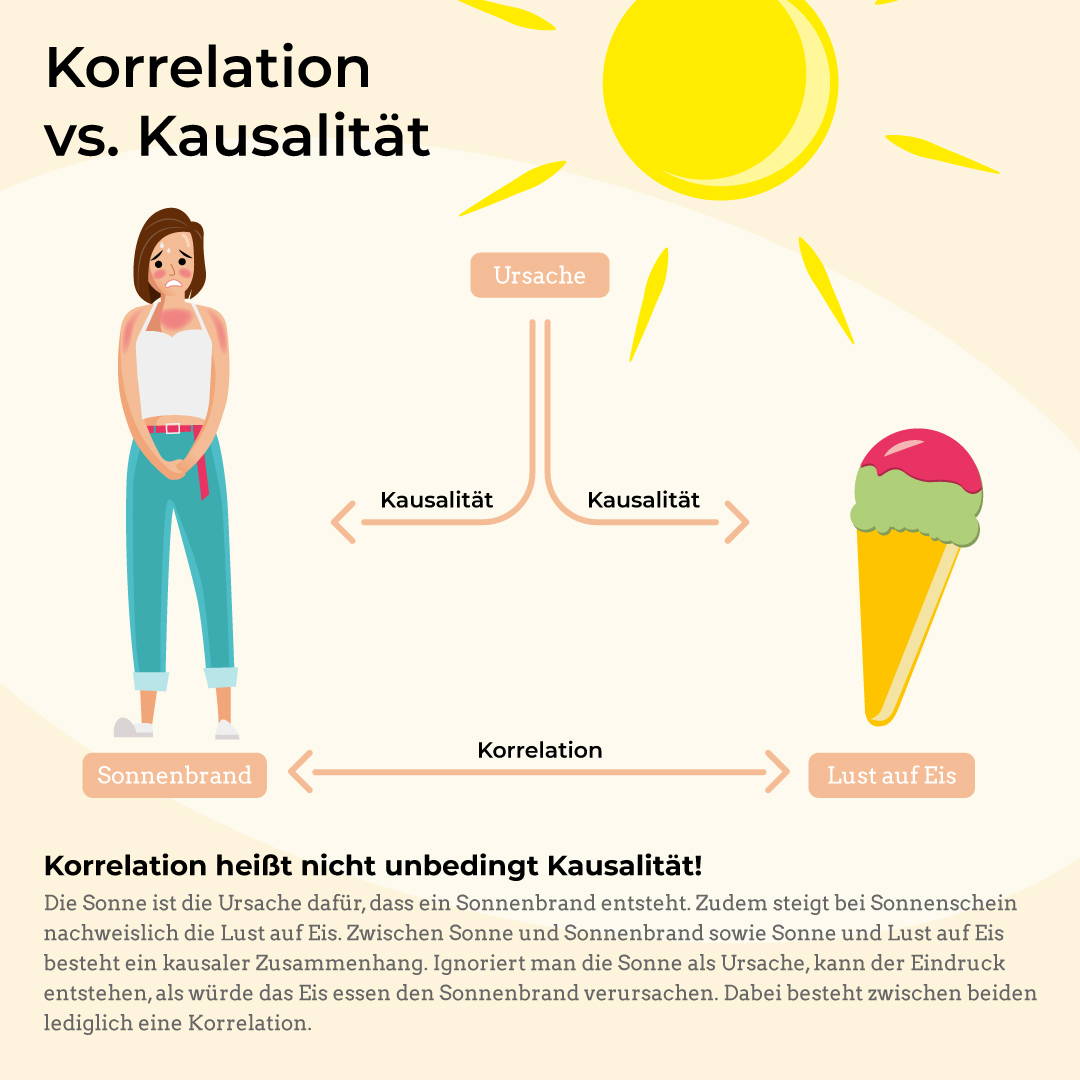 Korrelation
vs. Kausalität
Ursache
Kausalität
Kausalität
Korrelation
Sonnenbrand
Lust auf Eis
Korrelation heißt nicht unbedingt Kausalität!
Die Sonne ist die Ursache dafür, dass ein Sonnenbrand entsteht. Zudem steigt bei Sonnenschein
nachweislich die Lust auf Eis. Zwischen Sonne und Sonnenbrand sowie Sonne und Lust auf Eis
besteht ein kausaler Zusammenhang. Ignoriert man die Sonne als Ursache, kann der Eindruck
entstehen, als würde das Eis essen den Sonnenbrand verursachen. Dabei besteht zwischen beiden
lediglich eine Korrelation.